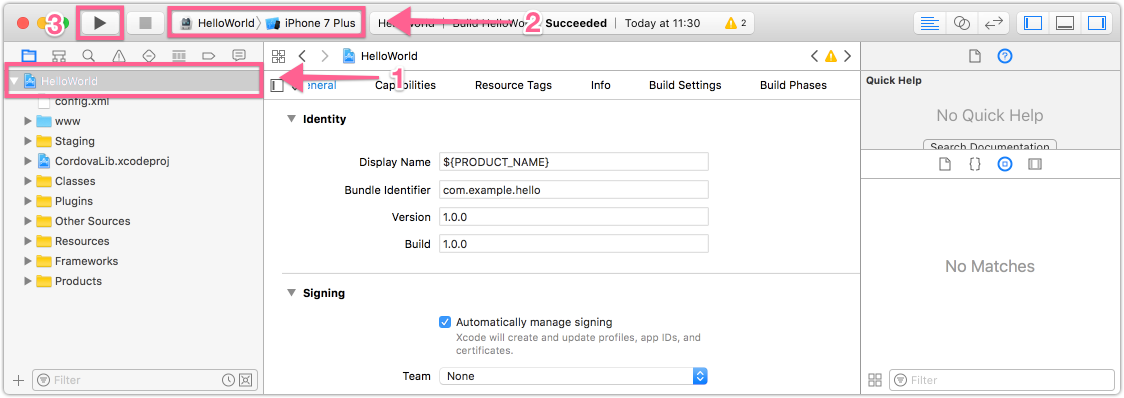 3
HelloWorld
iPhone 7 Plus
2
HelloWorld
Build HelloWorld: Succeeded
Today at 11:30
2
HelloWorld
HelloWorld
1
General
Capabilities
Resource Tags
Info
Build Settings
Build Phases
config.xml
www
Staging
CordovaLib.xcodeproj
Classes
Plugins
Other Sources
Resources
Frameworks
Products
Filter
Identity
Display Name
${PRODUCT_NAME}
Bundle Identifier
com.example.hello
Version
1.0.0
Build
1.0.0
Signing
Automatically manage signing
Xcode will create and update profiles, app IDs, and
certificates.
Team
None
Quick Help
No Quick Help
Search Documentation
{}
No Matches
Filter